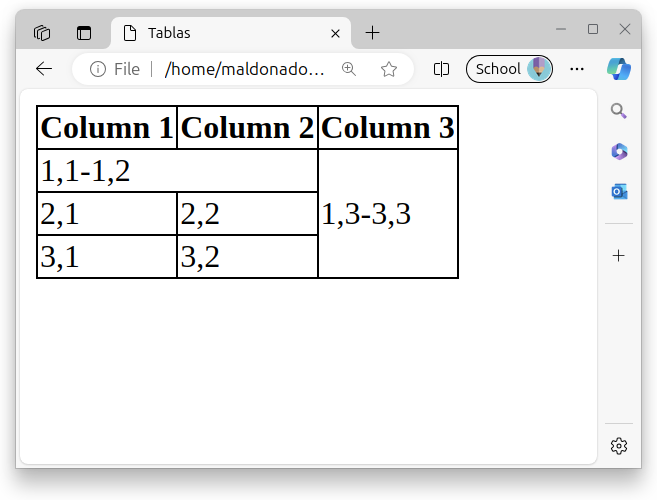 Tablas
File /home/maldonado... School
Column 1 Column 2 Column 3
1,1-1,2
2,1 2,2 1,3-3,3
3,1 3,2